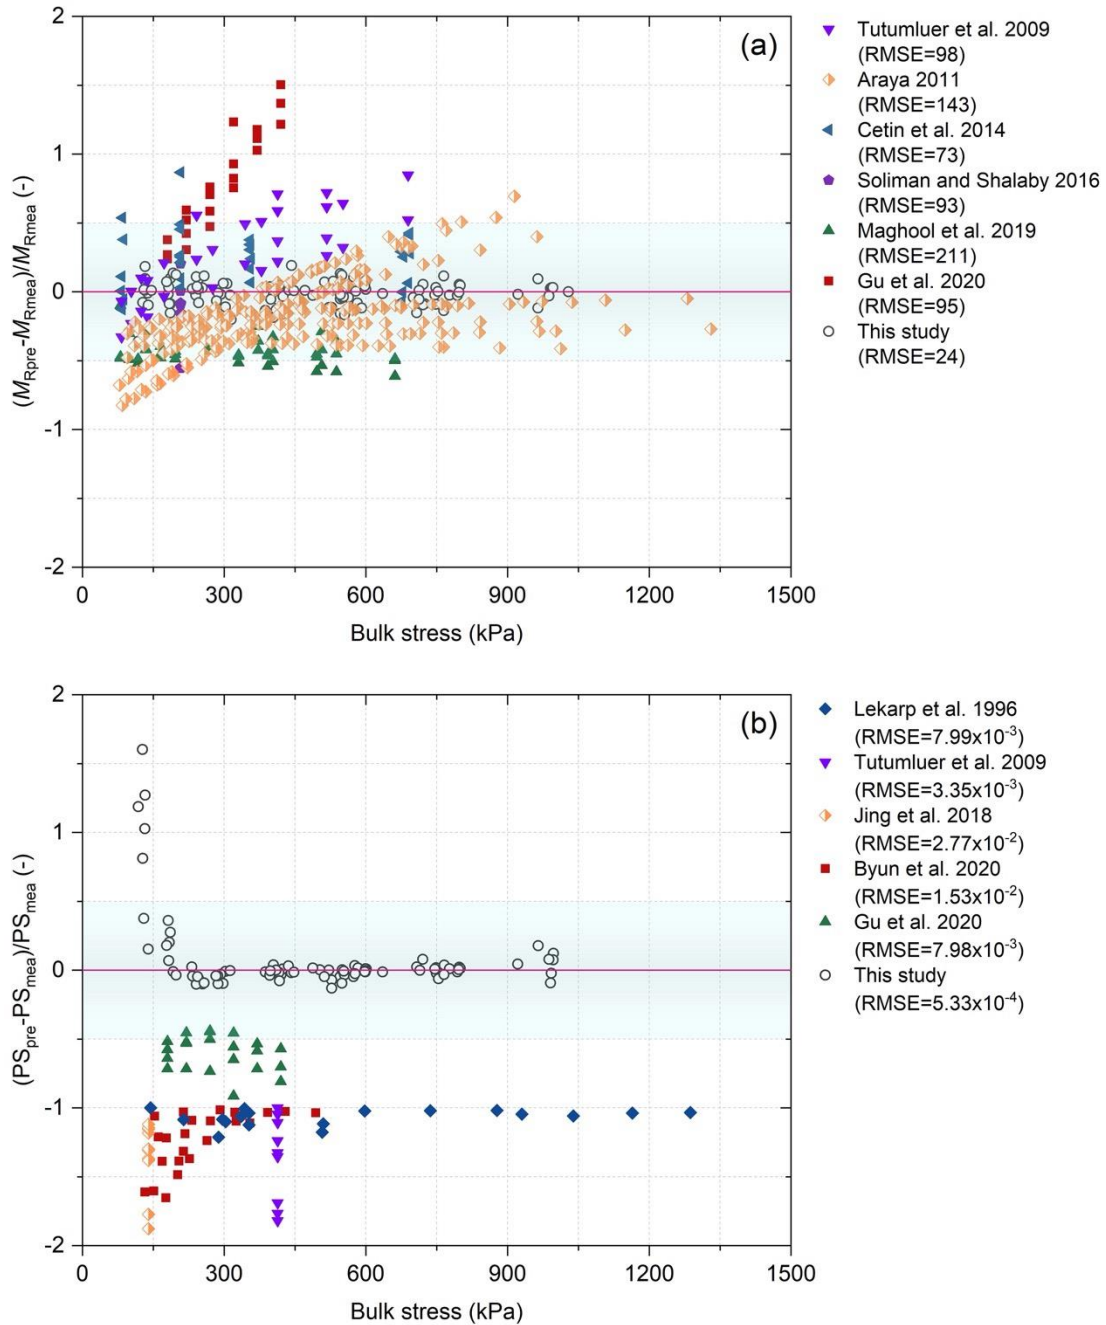 2
1
0
-1
-2
(M_Rpre-M_Rmea)/M_Rmea (-)
(a)
0
300
600
900
1200
1500
Bulk stress (kPa)
Tutumluer et al. 2009
(RMSE=98)
Araya 2011
(RMSE=143)
Cetin et al. 2014
(RMSE=73)
Soliman and Shalaby 2016
(RMSE=93)
Maghool et al. 2019
(RMSE=211)
Gu et al. 2020
(RMSE=95)
This study
(RMSE=24)
2
1
0
-1
-2
(PS_pre-PS_mea)/PS_mea (-)
(b)
0
300
600
900
1200
1500
Bulk stress (kPa)
Lekarp et al. 1996
(RMSE=7.99x10⁻³)
Tutumluer et al. 2009
(RMSE=3.35x10⁻³)
Jing et al. 2018
(RMSE=2.77x10⁻²)
Byun et al. 2020
(RMSE=1.53x10⁻²)
Gu et al. 2020
(RMSE=7.98x10⁻³)
This study
(RMSE=5.33x10⁻⁴)